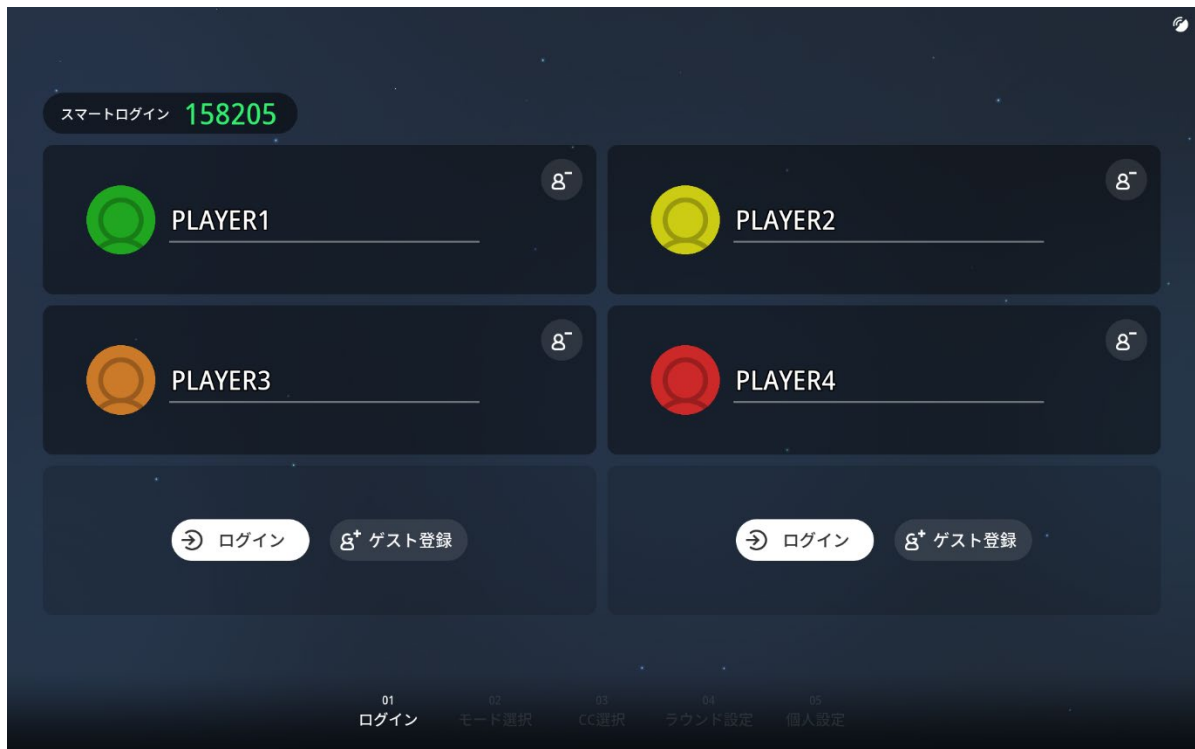 スマートログイン 158205
PLAYER1
PLAYER2
PLAYER3
PLAYER4
ログイン ゲスト登録
ログイン ゲスト登録
01 02 03 04 05
ログイン モード選択 CC選択 ラウンド設定 個人設定